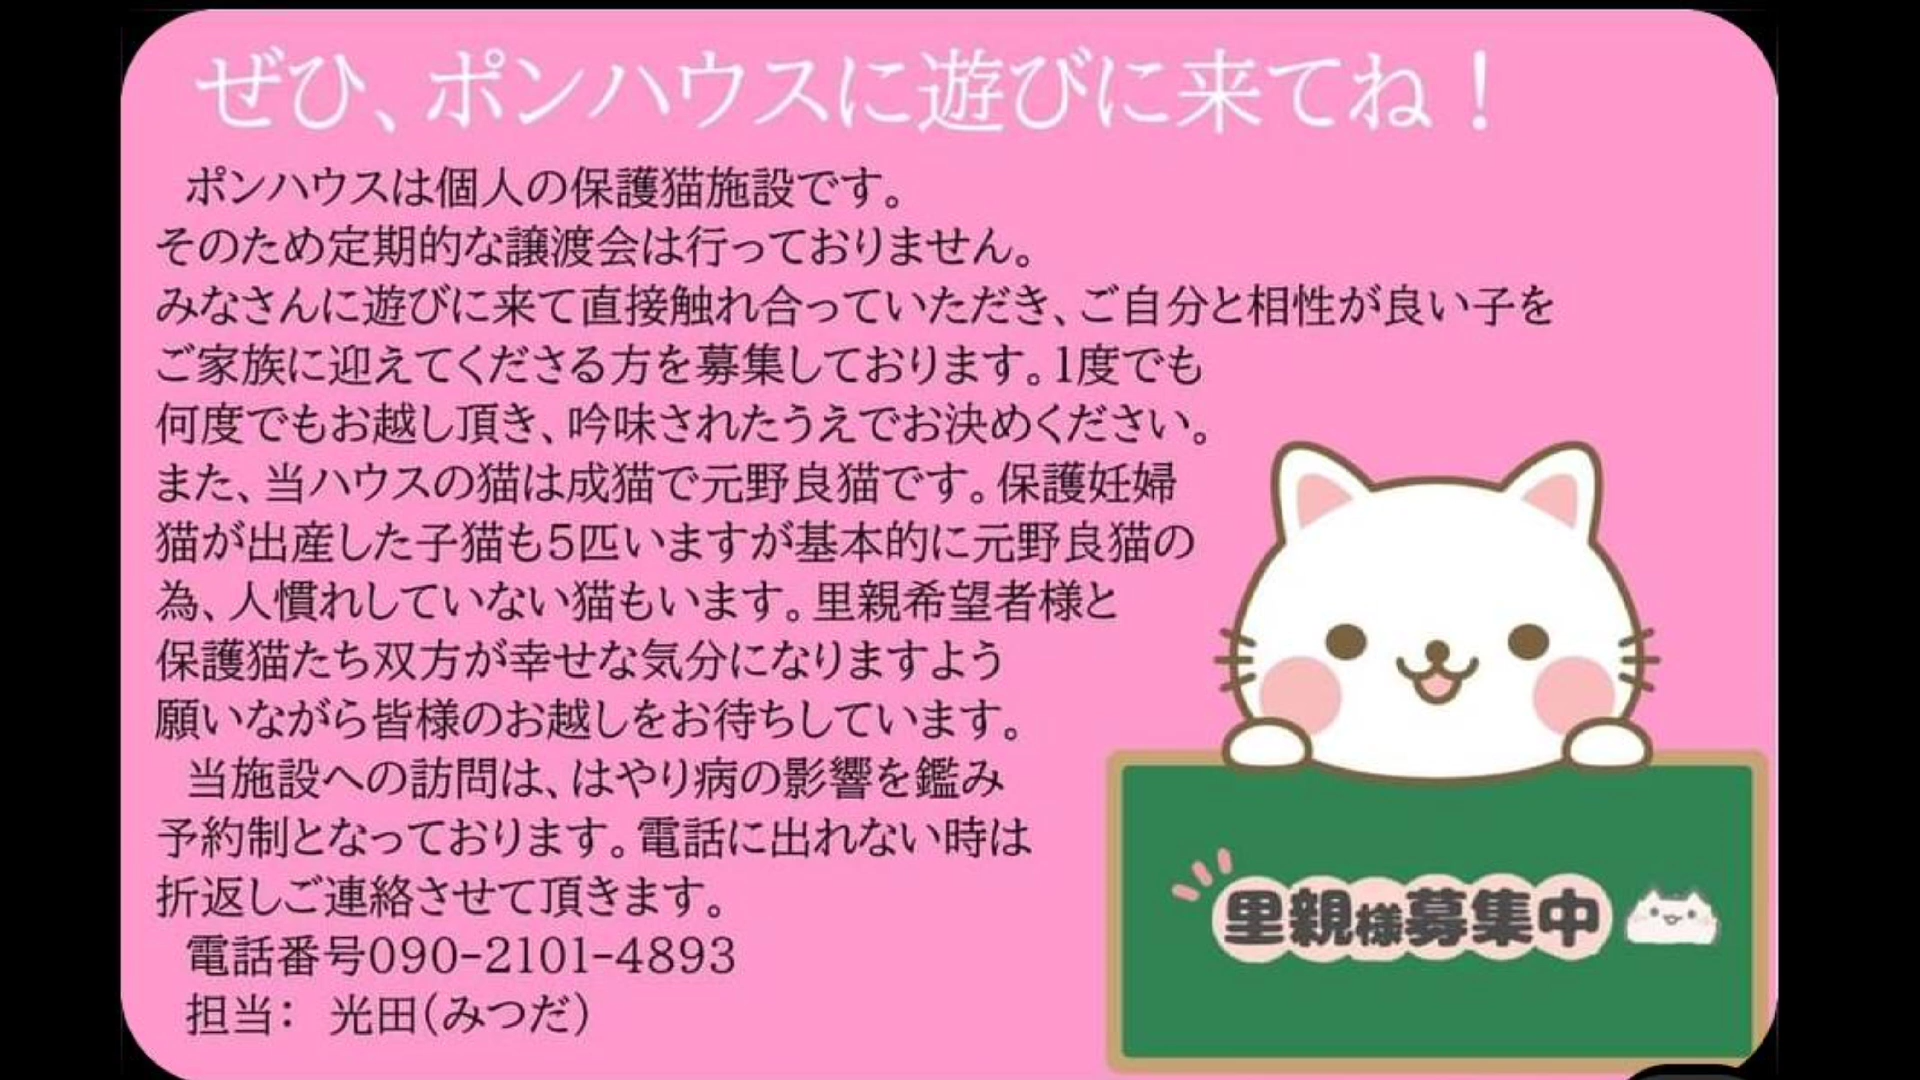 ぜひ、ポンハウスに遊びに来てね！
ポンハウスは個人の保護猫施設です。
そのため定期的な譲渡会は行っておりません。
みなさんに遊びに来て直接触れ合っていただき、ご自分と相性が良い子を
ご家族に迎えてくださる方を募集しております。1度でも
何度でもお越し頂き、吟味されたうえでお決めください。
また、当ハウスの猫は成猫で元野良猫です。保護妊婦
猫が出産した子猫も5匹いますが基本的に元野良猫の
為、人慣れしていない猫もいます。里親希望者様と
保護猫たち双方が幸せな気分になりますよう
願いながら皆様のお越しをお待ちしています。
当施設への訪問は、はやり病の影響を鑑み
予約制となっております。電話に出れない時は
折返しご連絡させて頂きます。
電話番号090-2101-4893
担当： 光田（みつだ）
里親様募集中